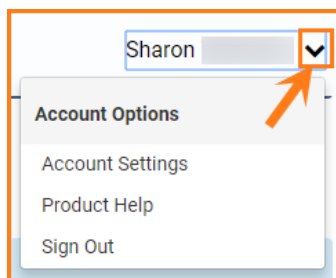 Sharon
Account Options
Account Settings
Product Help
Sign Out